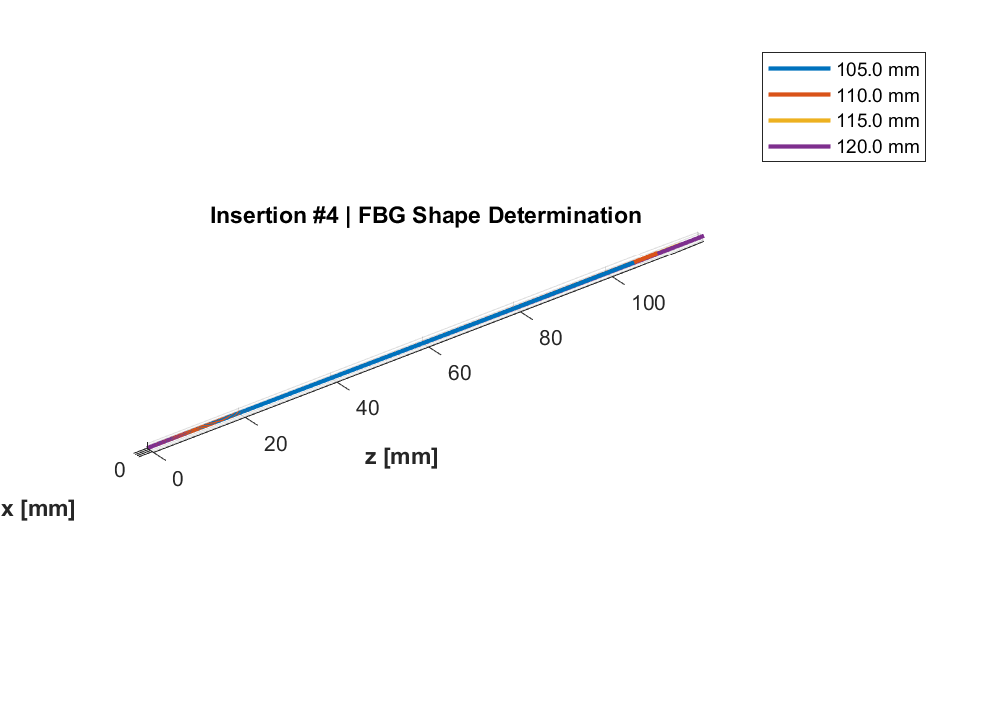 105.0 mm
110.0 mm
115.0 mm
120.0 mm
Insertion #4 | FBG Shape Determination
100
80
60
40
20
z [mm]
0
0
x [mm]